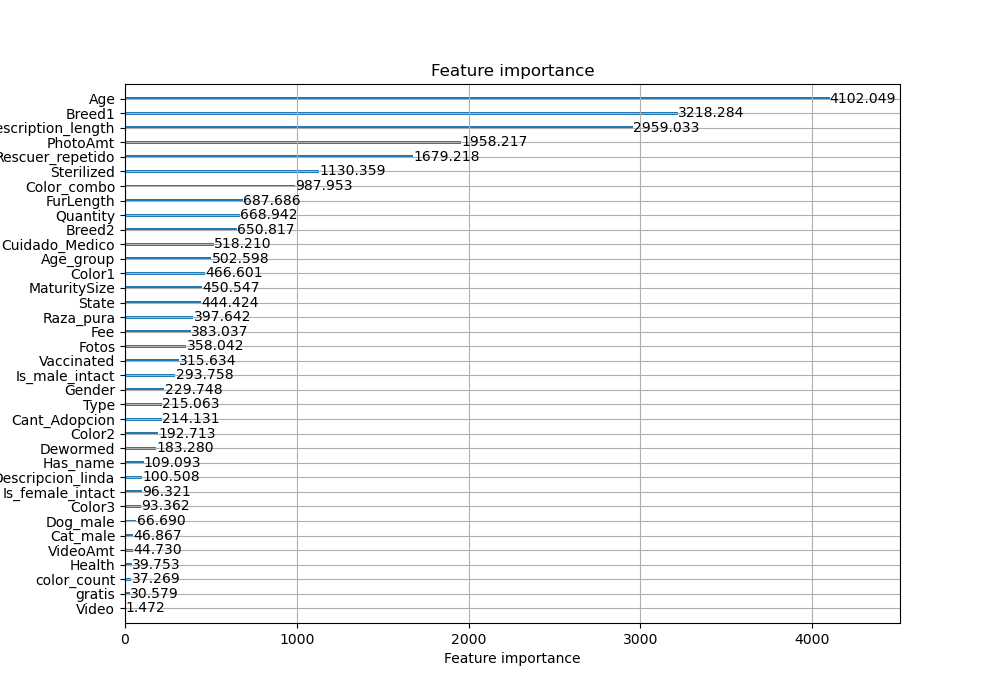 Feature importance
Age 4102.049
Breed1 3218.284
escription_length 2959.033
PhotoAmt 1958.217
Rescuer_repetido 1679.218
Sterilized 1130.359
Color_combo 987.953
FurLength 687.686
Quantity 668.942
Breed2 650.817
Cuidado_Medico 518.210
Age_group 502.598
Color1 466.601
MaturitySize 450.547
State 444.424
Raza_pura 397.642
Fee 383.037
Fotos 358.042
Vaccinated 315.634
Is_male_intact 293.758
Gender 229.748
Type 215.063
Cant_Adopcion 214.131
Color2 192.713
Dewormed 183.280
Has_name 109.093
Descripcion_linda 100.508
Is_female_intact 96.321
Color3 93.362
Dog_male 66.690
Cat_male 46.867
VideoAmt 44.730
Health 39.753
color_count 37.269
gratis 30.579
Video 1.472
0 1000 2000 3000 4000
Feature importance